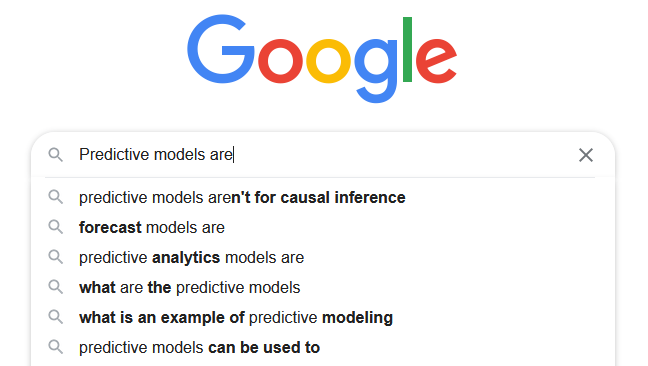 Google
Predictive models are
predictive models aren't for causal inference
forecast models are
predictive analytics models are
what are the predictive models
what is an example of predictive modeling
predictive models can be used to